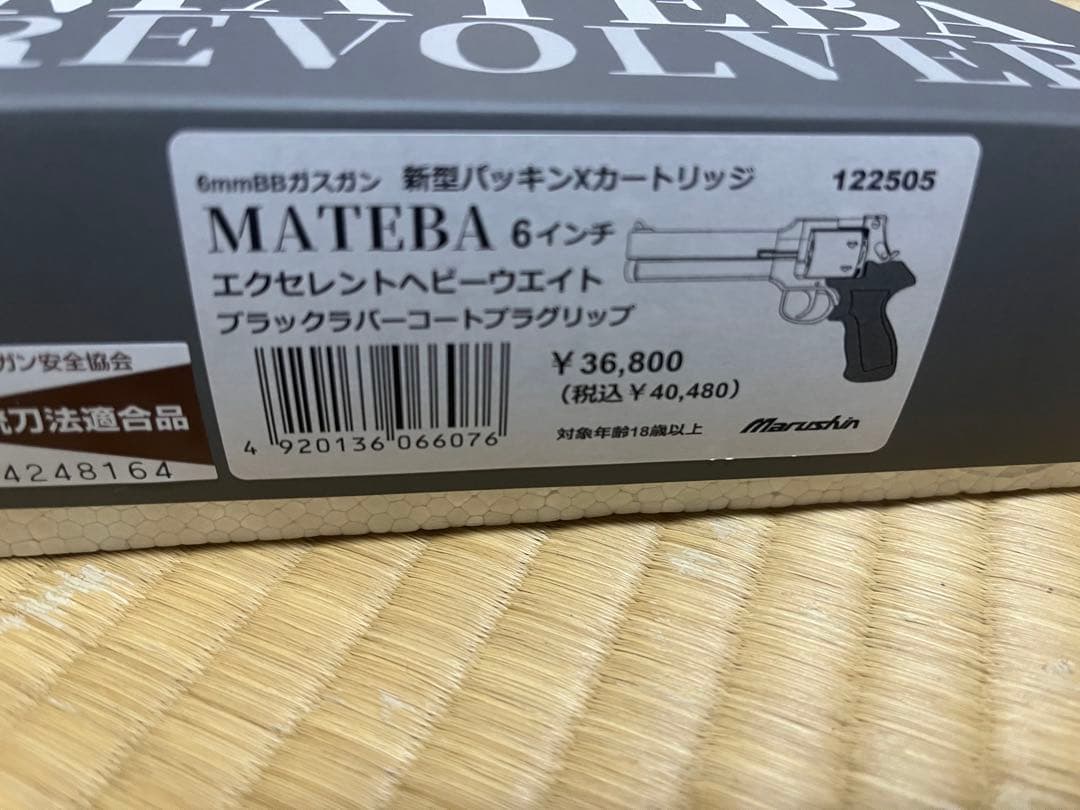 MATEBA
REVOLVER
6mmBBガスガン 新型パッキンXカートリッジ 122505
MATEBA 6インチ
エクセレントヘビーウエイト
ブラックラバーコートプラグリップ
¥36,800
(税込¥40,480)
4 920136 066076
対象年齢18歳以上 Marushin
ガン安全協会
銃刀法適合品
4248164